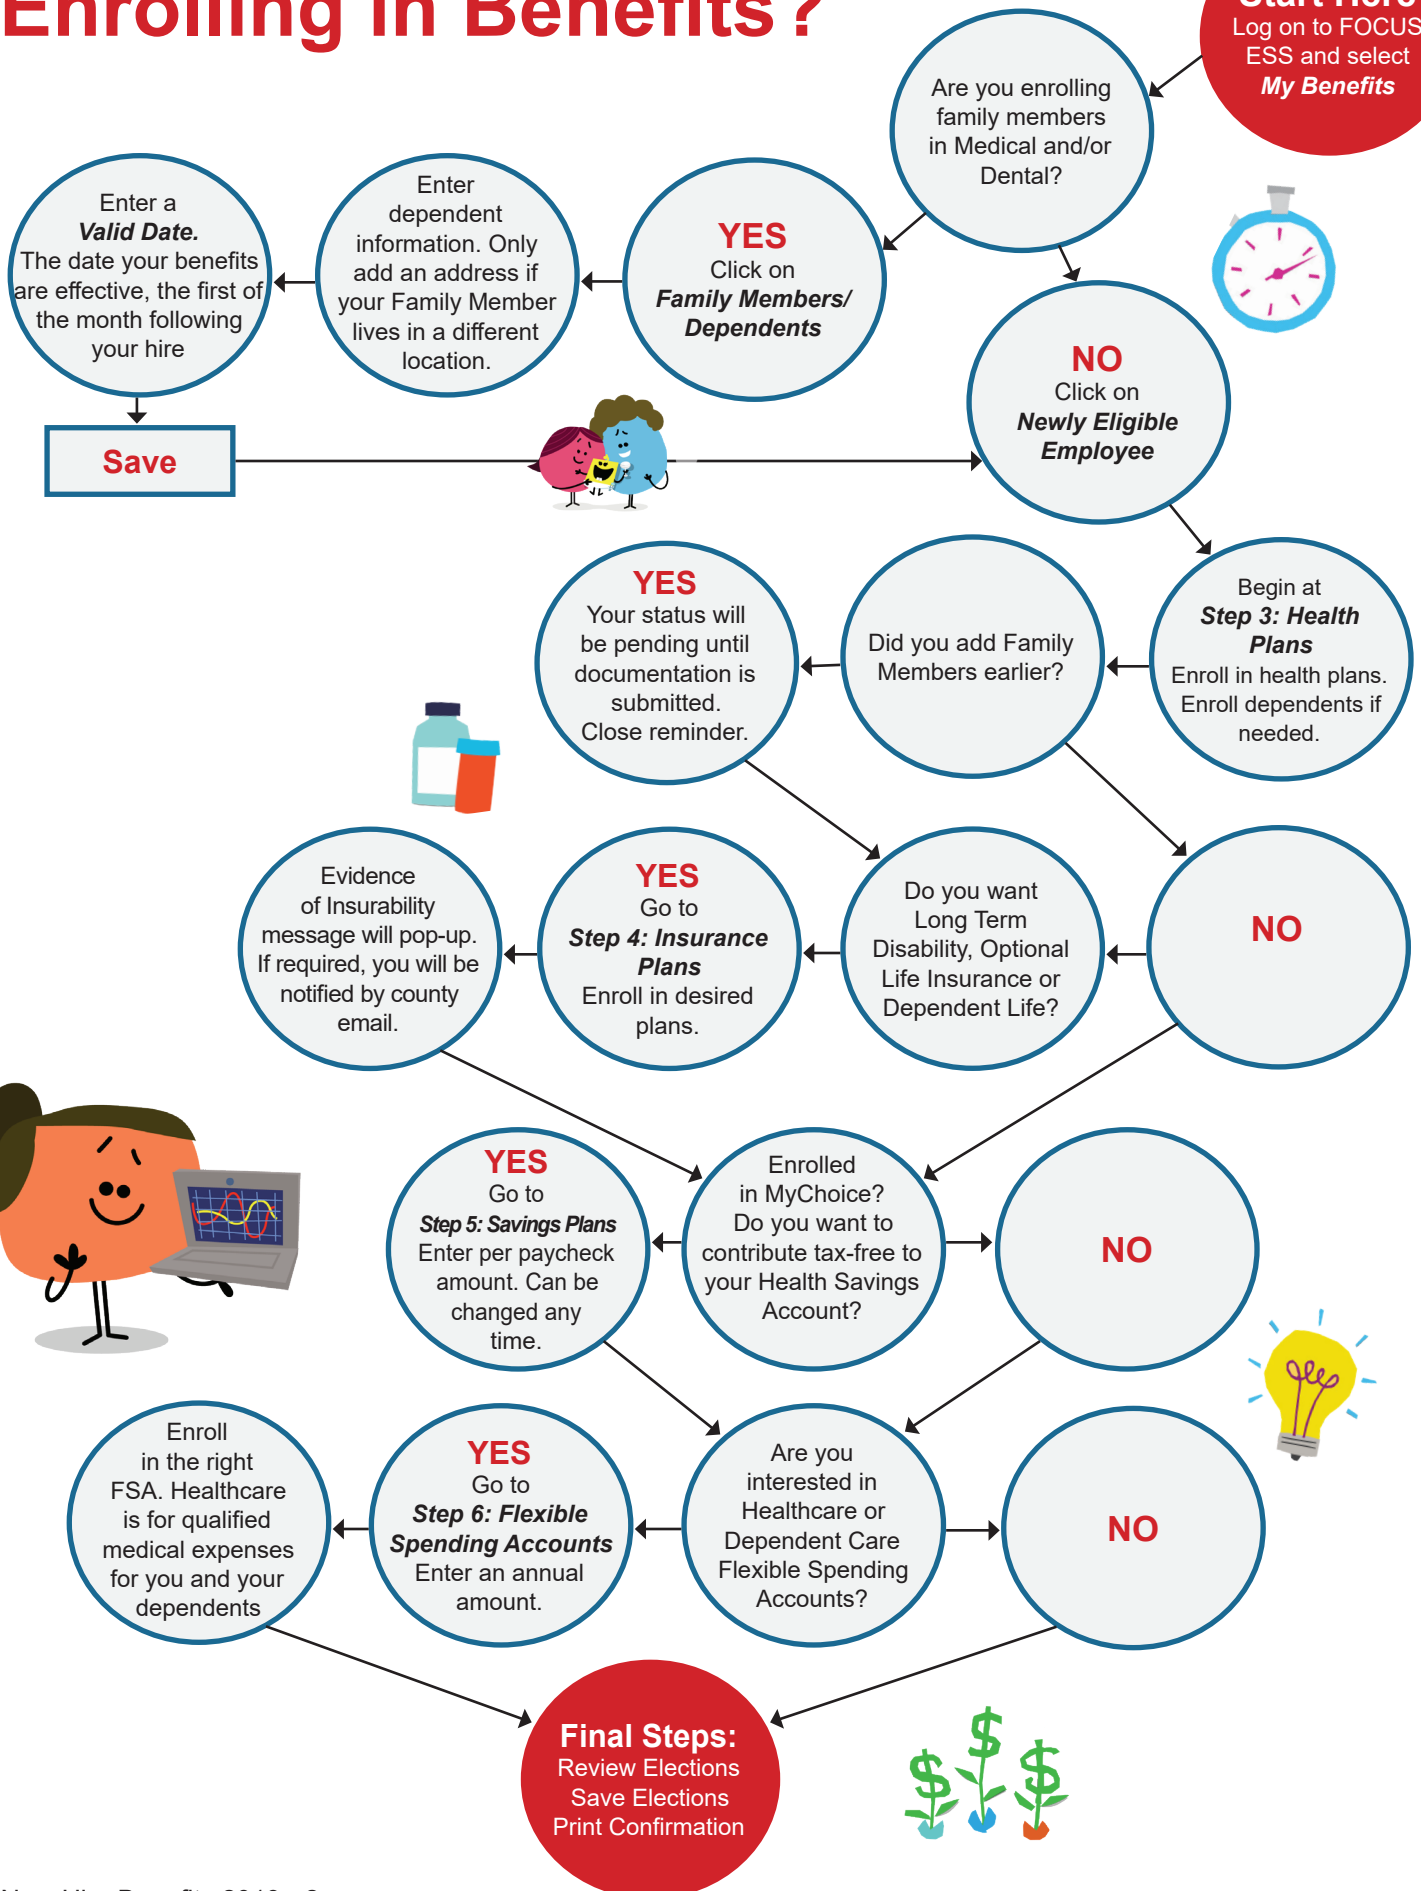 Enrolling in Benefits?
Start Here
Log on to FOCUS
ESS and select
My Benefits
Are you enrolling
family members
in Medical and/or
Dental?
YES
Click on
Family Members/
Dependents
Enter
dependent
information. Only
add an address if
your Family Member
lives in a different
location.
Enter a
Valid Date.
The date your benefits
are effective, the first of
the month following
your hire
Save
NO
Click on
Newly Eligible
Employee
Begin at
Step 3: Health
Plans
Enroll in health plans.
Enroll dependents if
needed.
Did you add Family
Members earlier?
YES
Your status will
be pending until
documentation is
submitted.
Close reminder.
NO
Do you want
Long Term
Disability, Optional
Life Insurance or
Dependent Life?
YES
Go to
Step 4: Insurance
Plans
Enroll in desired
plans.
Evidence
of Insurability
message will pop-up.
If required, you will be
notified by county
email.
Enrolled
in MyChoice?
Do you want to
contribute tax-free to
your Health Savings
Account?
YES
Go to
Step 5: Savings Plans
Enter per paycheck
amount. Can be
changed any
time.
NO
Are you
interested in
Healthcare or
Dependent Care
Flexible Spending
Accounts?
YES
Go to
Step 6: Flexible
Spending Accounts
Enter an annual
amount.
Enroll
in the right
FSA. Healthcare
is for qualified
medical expenses
for you and your
dependents
NO
Final Steps:
Review Elections
Save Elections
Print Confirmation